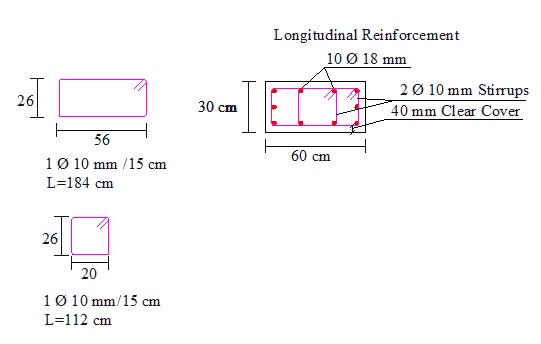 Longitudinal Reinforcement
10 Ø 18 mm
2 Ø 10 mm Stirrups
40 mm Clear Cover
30 cm
60 cm
26
56
1 Ø 10 mm /15 cm
L=184 cm
26
20
1 Ø 10 mm/15 cm
L=112 cm